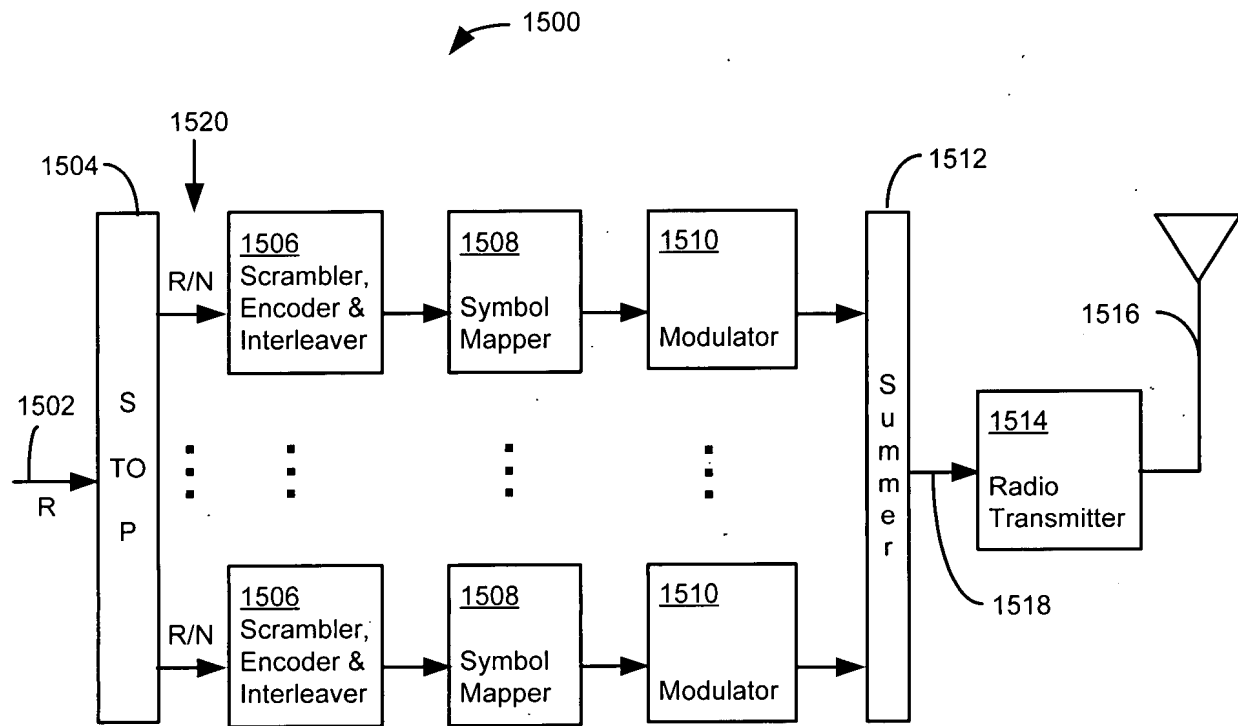 1500
1520
1504
1512
1506
Scrambler,
Encoder &
Interleaver
1508
Symbol
Mapper
1510
Modulator
R/N
1516
1502
R
S
TO
P
Summer
1514
Radio
Transmitter
1518
R/N
1506
Scrambler,
Encoder &
Interleaver
1508
Symbol
Mapper
1510
Modulator